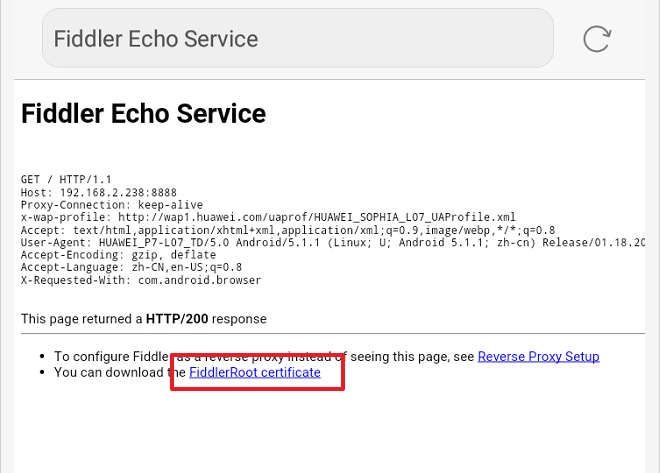 Fiddler Echo Service
Fiddler Echo Service
GET / HTTP/1.1
Host: 192.168.2.238:8888
Proxy-Connection: keep-alive
x-wap-profile: http://wap1.huawei.com/uaprof/HUAWEI_SOPHIA_L07_UAProfile.xml
Accept: text/html,application/xhtml+xml,application/xml;q=0.9,image/webp,*/*;q=0.8
User-Agent: HUAWEI_P7-L07_TD/5.0 Android/5.1.1 (Linux; U; Android 5.1.1; zh-cn) Release/01.18.20
Accept-Encoding: gzip, deflate
Accept-Language: zh-CN,en-US;q=0.8
X-Requested-With: com.android.browser
This page returned a HTTP/200 response
• To configure Fiddler as a reverse proxy instead of seeing this page, see Reverse Proxy Setup
• You can download the FiddlerRoot certificate